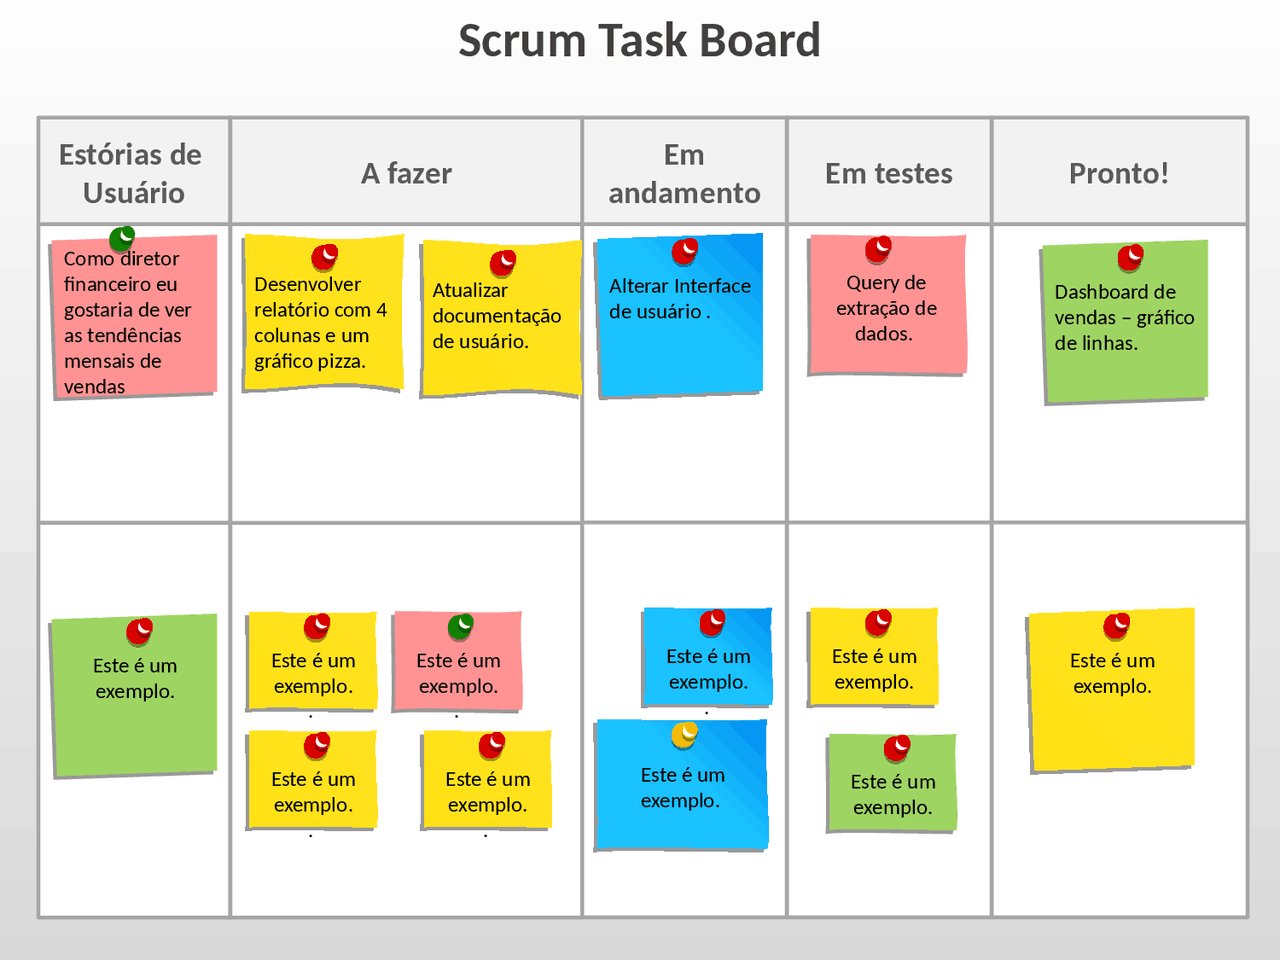 Scrum Task Board
Estórias de
Usuário
A fazer
Em
andamento
Em testes
Pronto!
Como diretor
financeiro eu
gostaria de ver
as tendências
mensais de
vendas
Desenvolver
relatório com 4
colunas e um
gráfico pizza.
Atualizar
documentação
de usuário.
Alterar Interface
de usuário .
Query de
extração de
dados.
Dashboard de
vendas – gráfico
de linhas.
Este é um
exemplo.
Este é um
exemplo.
.
Este é um
exemplo.
.
Este é um
exemplo.
.
Este é um
exemplo.
.
Este é um
exemplo.
.
Este é um
exemplo.
Este é um
exemplo.
Este é um
exemplo.
Este é um
exemplo.